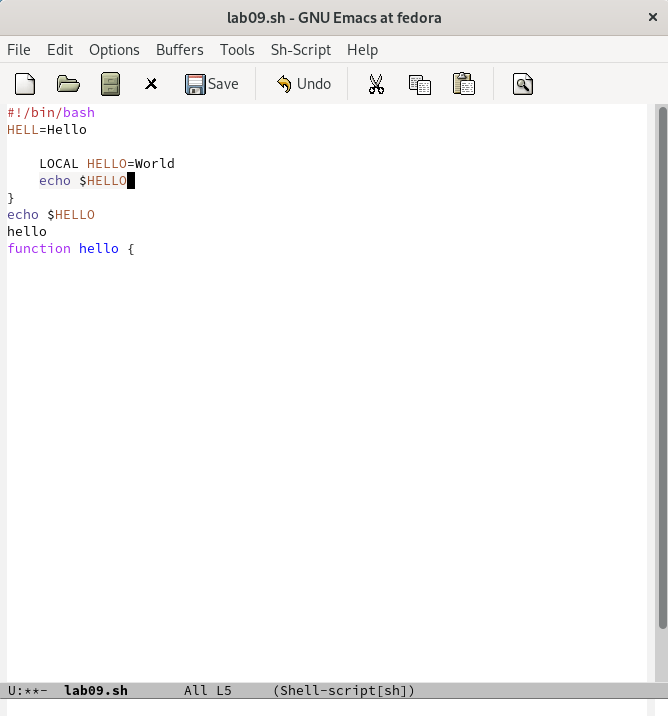 lab09.sh - GNU Emacs at fedora
File Edit Options Buffers Tools Sh-Script Help
Save Undo
#!/bin/bash
HELL=Hello
LOCAL HELLO=World
echo $HELLO
}
echo $HELLO
hello
function hello {
U:**- lab09.sh All L5 (Shell-script[sh])